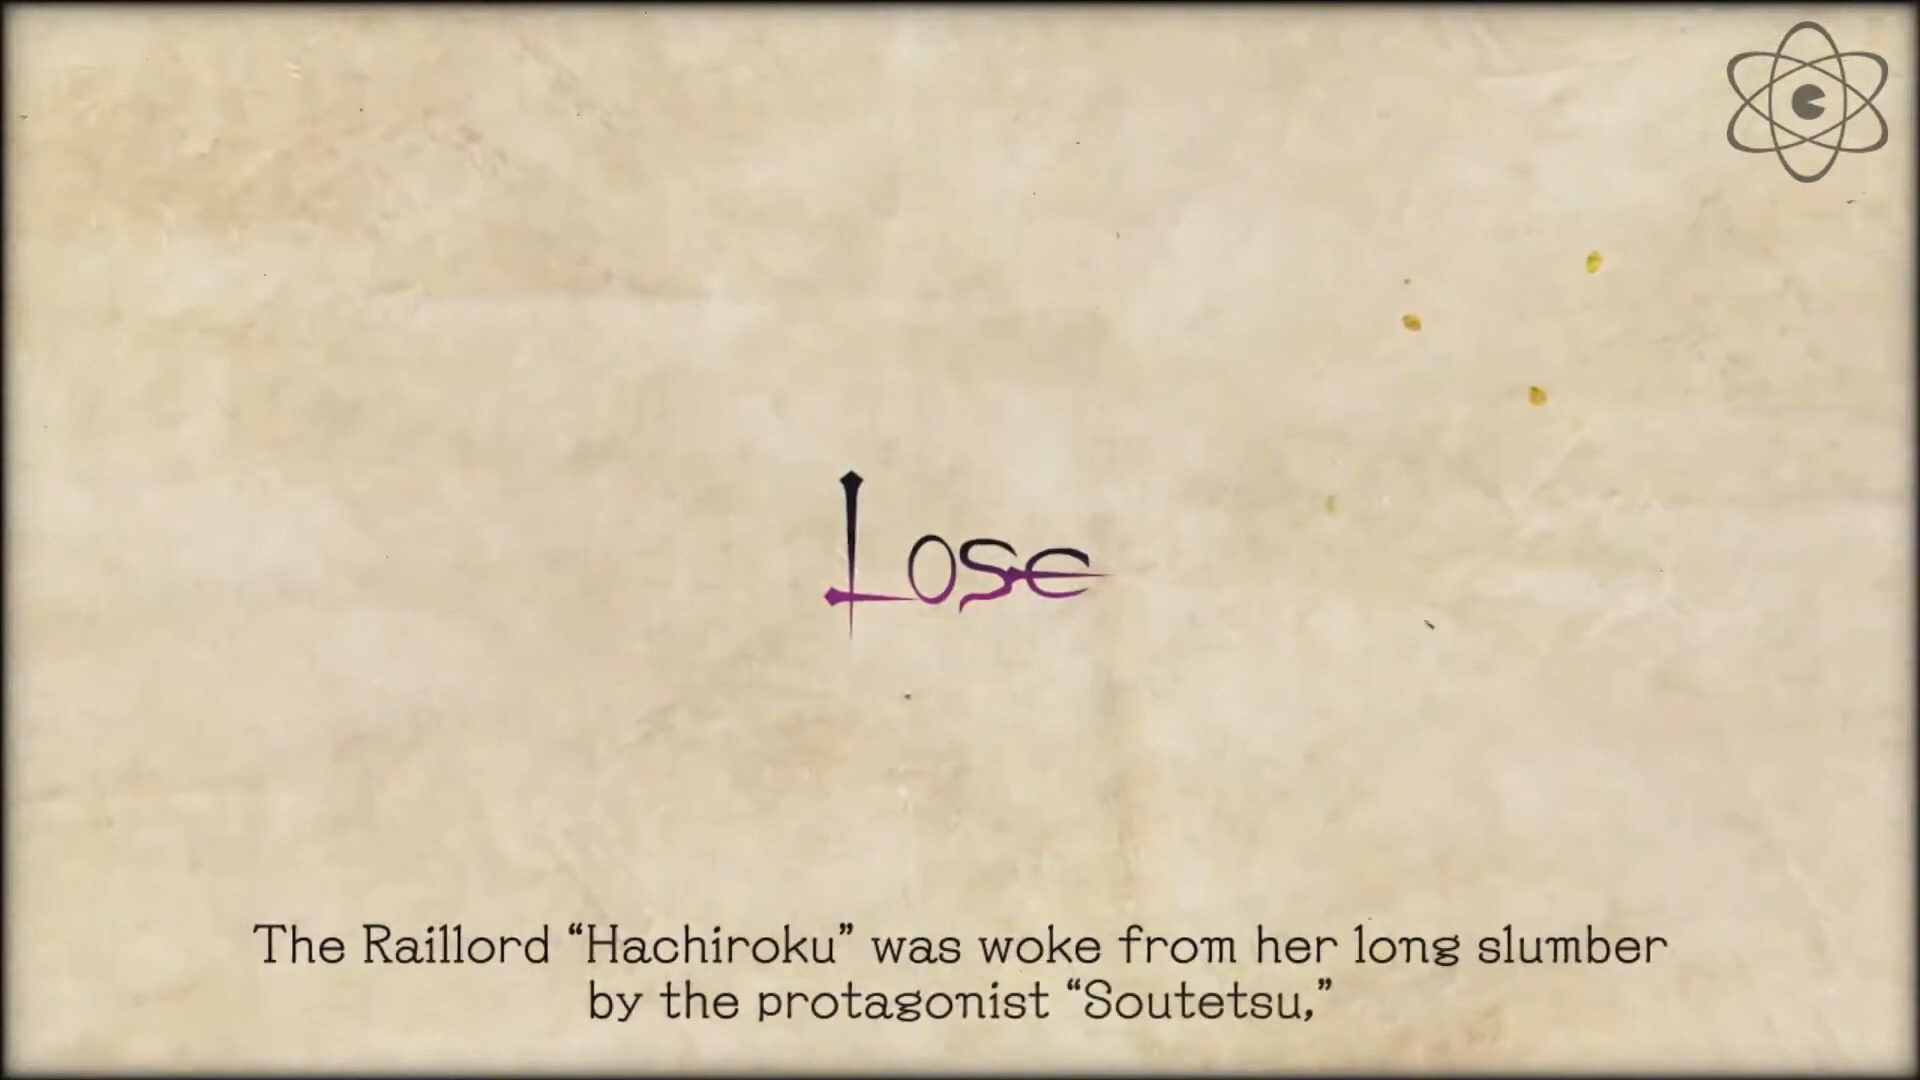 Lose
The Raillord “Hachiroku” was woke from her long slumber
by the protagonist “Soutetsu,”